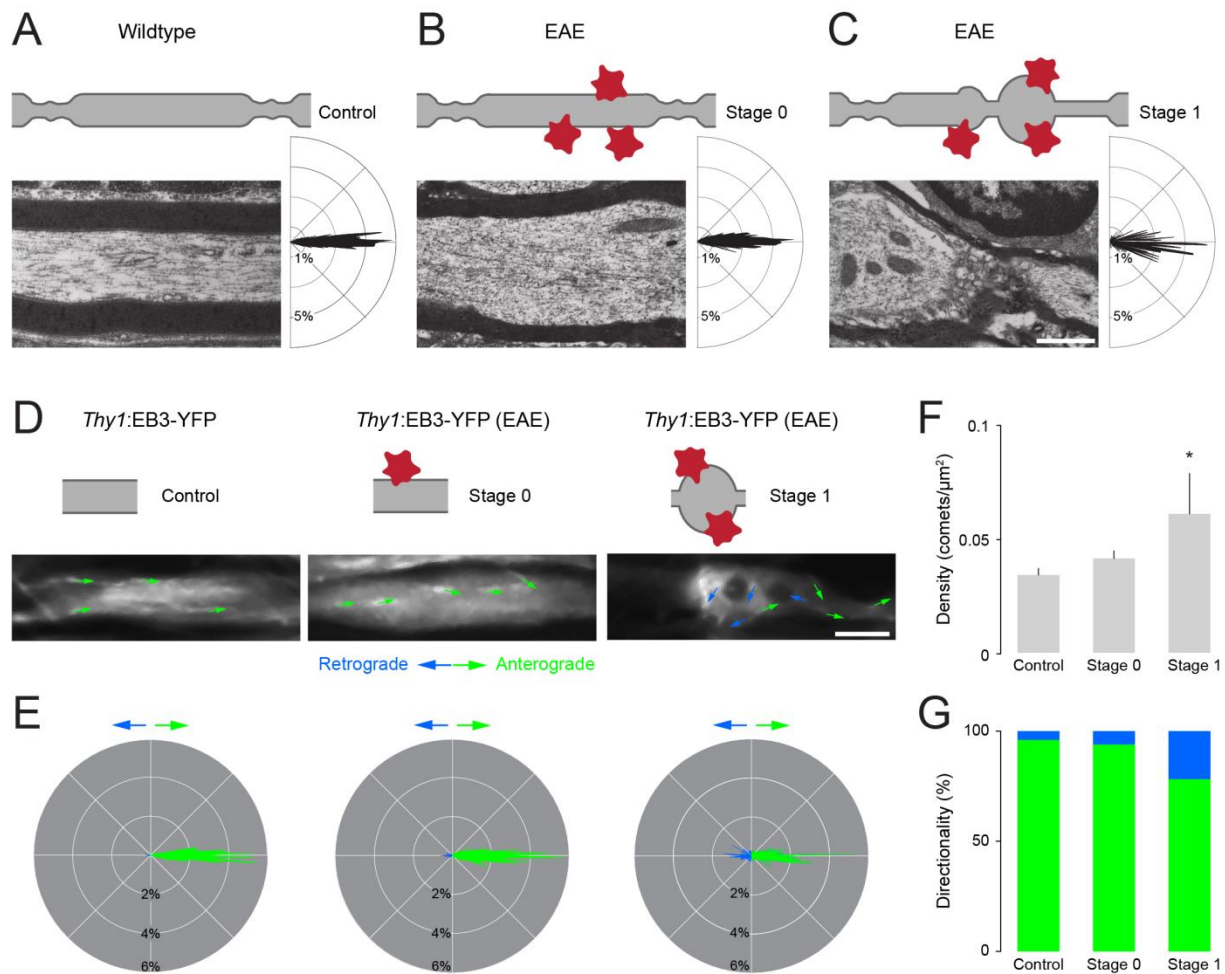 A
Wildtype
Control
1%
5%
B
EAE
Stage 0
1%
5%
C
EAE
Stage 1
1%
5%
D
Thy1:EB3-YFP
Control
Thy1:EB3-YFP (EAE)
Stage 0
Thy1:EB3-YFP (EAE)
Stage 1
Retrograde
Anterograde
E
2%
4%
6%
2%
4%
6%
2%
4%
6%
F
Density (comets/µm²)
0.1
0.05
0
*
Control Stage 0 Stage 1
G
Directionality (%)
100
50
0
Control Stage 0 Stage 1